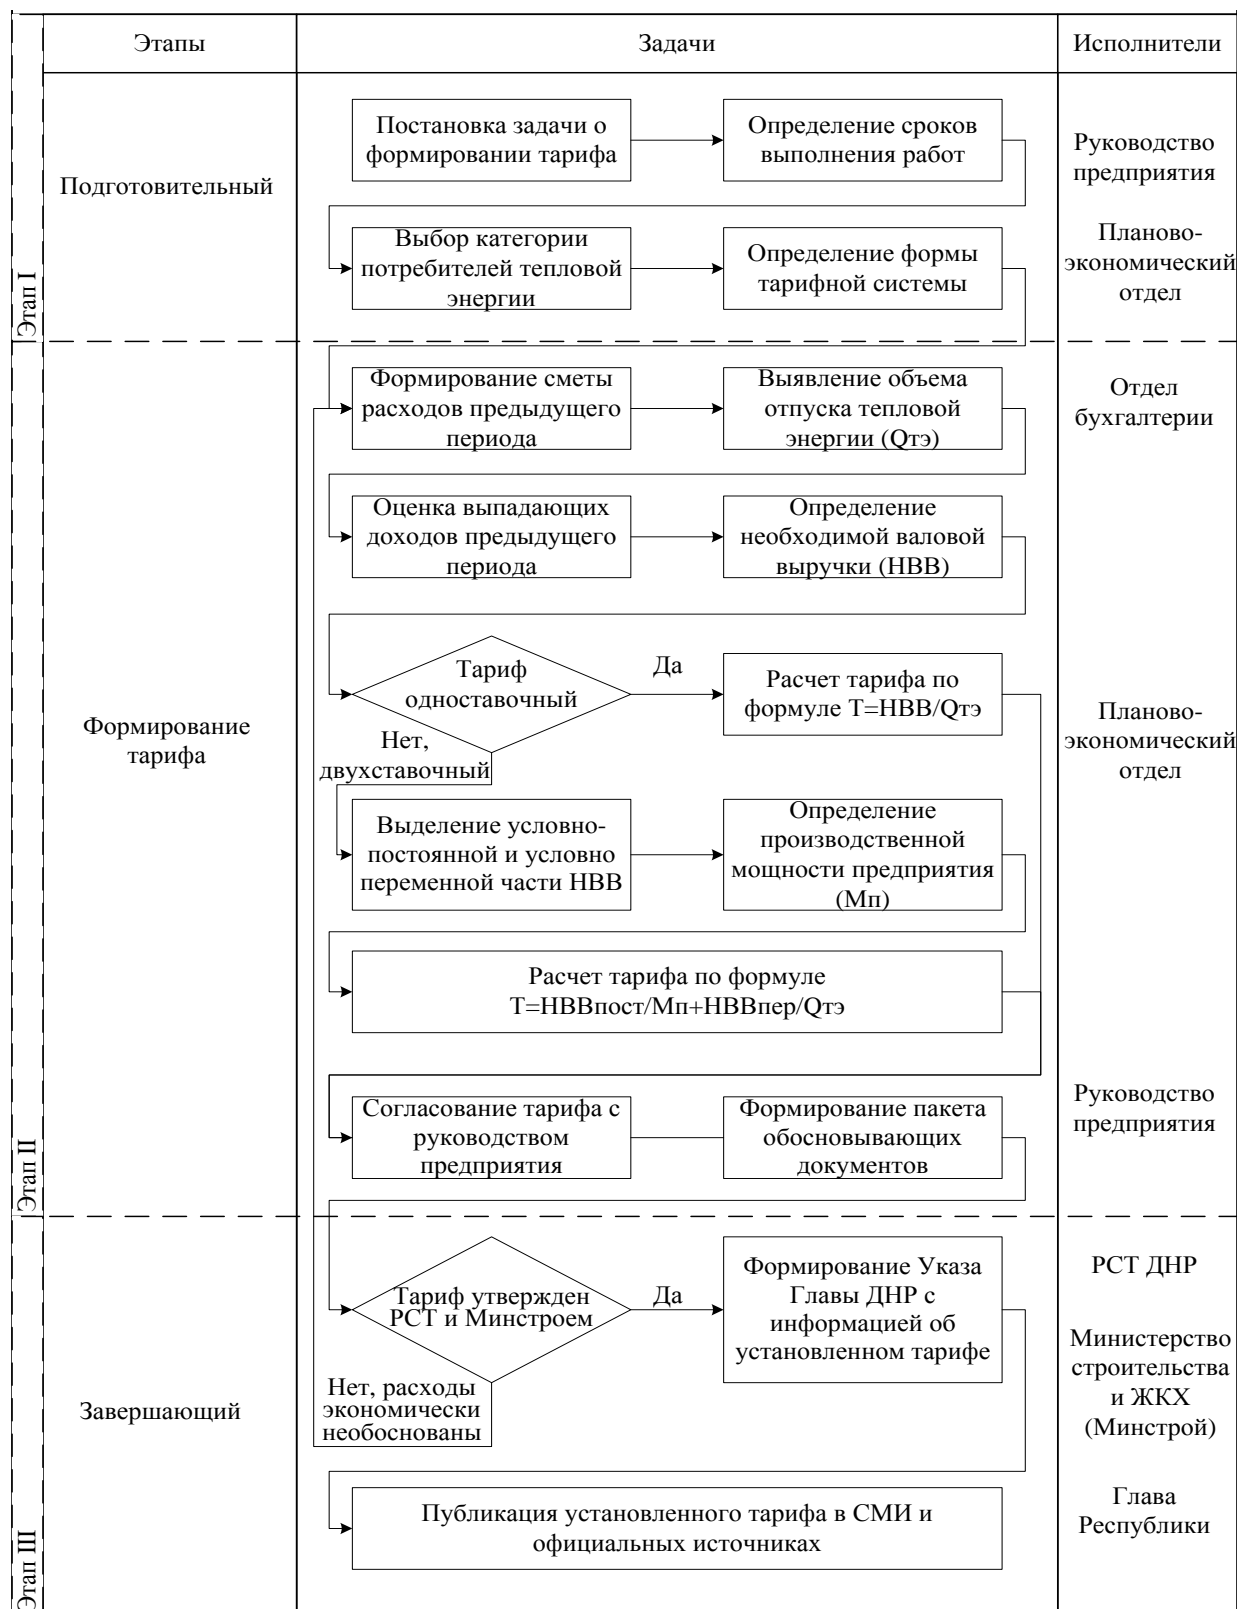 Этапы
Задачи
Исполнители
Этап I
Подготовительный
Постановка задачи о
формировании тарифа
Определение сроков
выполнения работ
Руководство
предприятия
Выбор категории
потребителей тепловой
энергии
Определение формы
тарифной системы
Планово-
экономический
отдел
Этап II
Формирование
тарифа
Формирование сметы
расходов предыдущего
периода
Выявление объема
отпуска тепловой
энергии (Qтэ)
Отдел
бухгалтерии
Оценка выпадающих
доходов предыдущего
периода
Определение
необходимой валовой
выручки (НВВ)
Тариф
одноставочный
Да
Расчет тарифа по
формуле Т=НВВ/Qтэ
Нет,
двухставочный
Планово-
экономический
отдел
Выделение условно-
постоянной и условно
переменной части НВВ
Определение
производственной
мощности предприятия
(Мп)
Расчет тарифа по формуле
Т=НВВпост/Мп+НВВпер/Qтэ
Согласование тарифа с
руководством
предприятия
Формирование пакета
обосновывающих
документов
Руководство
предприятия
Этап III
Завершающий
Тариф утвержден
РСТ и Минстроем
Да
Формирование Указа
Главы ДНР с
информацией об
установленном тарифе
Нет, расходы
экономически
необоснованы
РСТ ДНР
Министерство
строительства
и ЖКХ
(Минстрой)
Публикация установленного тарифа в СМИ и
официальных источниках
Глава
Республики